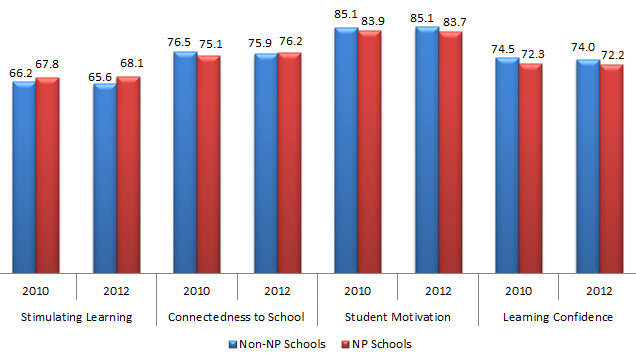 85.1 83.9 85.1 83.7
76.5 75.1 75.9 76.2 74.5 72.3 74.0 72.2
66.2 67.8 65.6 68.1
2010 2012 2010 2012 2010 2012 2010 2012
Stimulating Learning Connectedness to School Student Motivation Learning Confidence
Non-NP Schools NP Schools